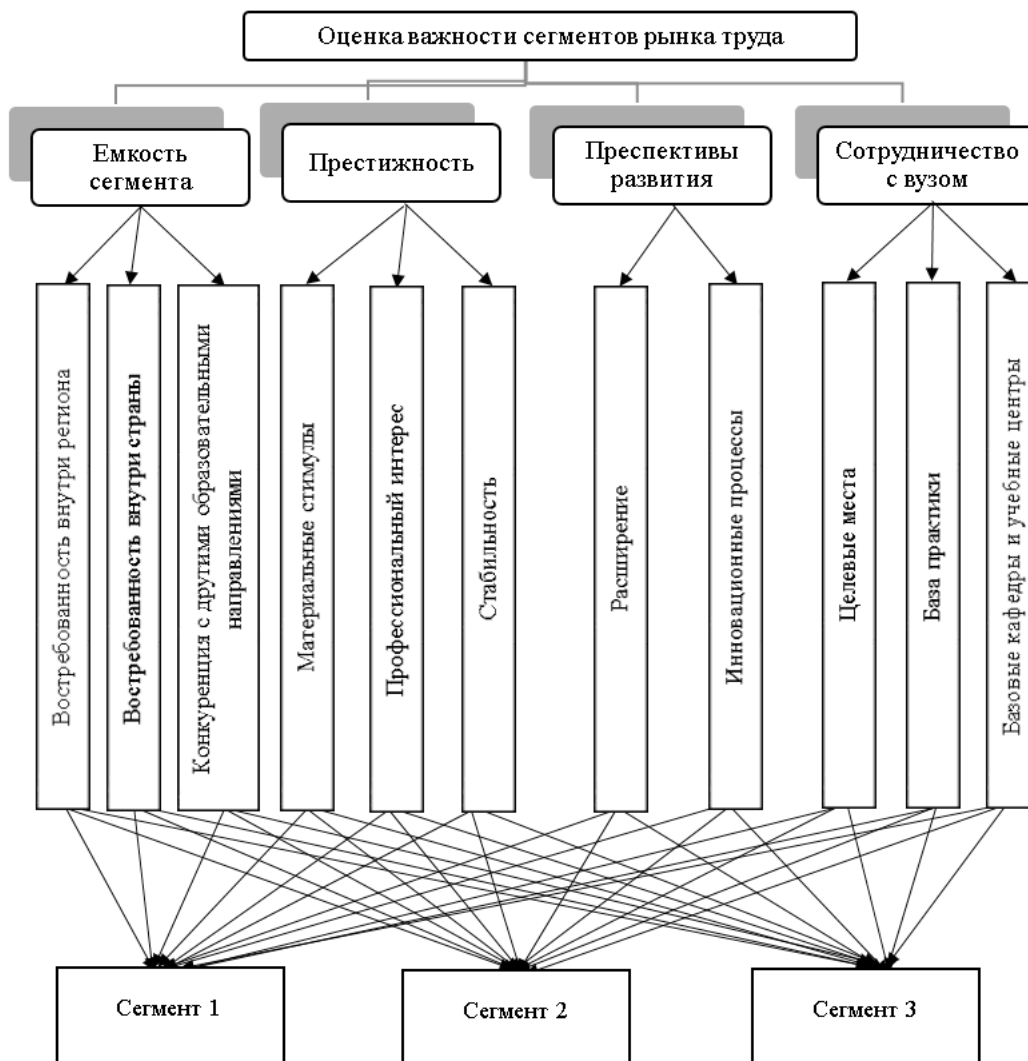 Оценка важности сегментов рынка труда
Емкость
сегмента
Престижность
Преспективы
развития
Сотрудничество
с вузом
Востребованность внутри региона
Востребованность внутри страны
Конкуренция с другими образовательными
направлениями
Материальные стимулы
Профессиональный интерес
Стабильность
Расширение
Инновационные процессы
Целевые места
База практики
Базовые кафедры и учебные центры
Сегмент 1
Сегмент 2
Сегмент 3